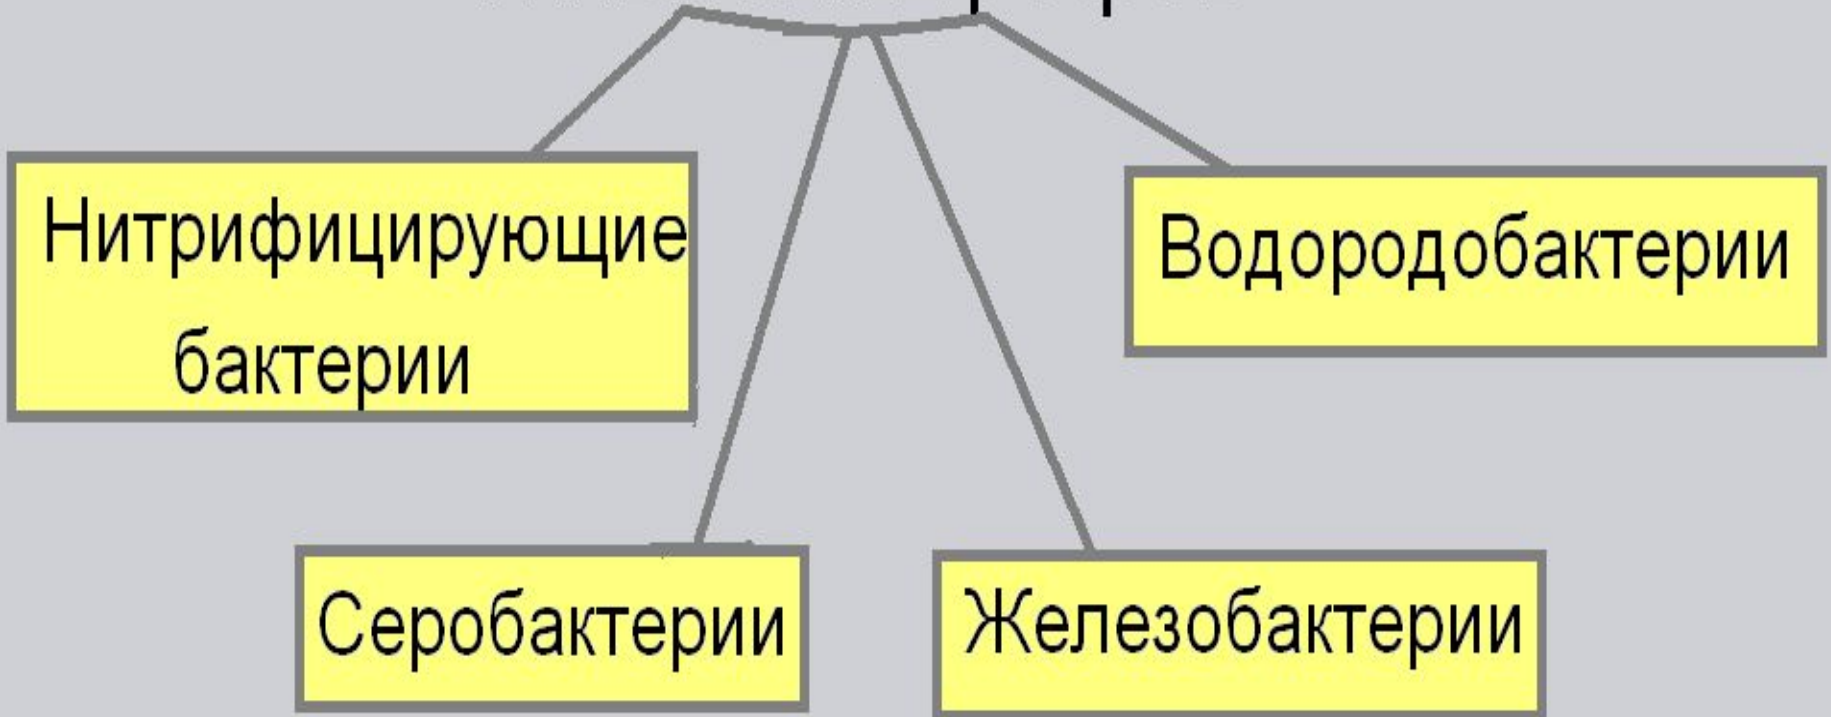 Нитрифицирующие
бактерии
Водородобактерии
Серобактерии
Железобактерии